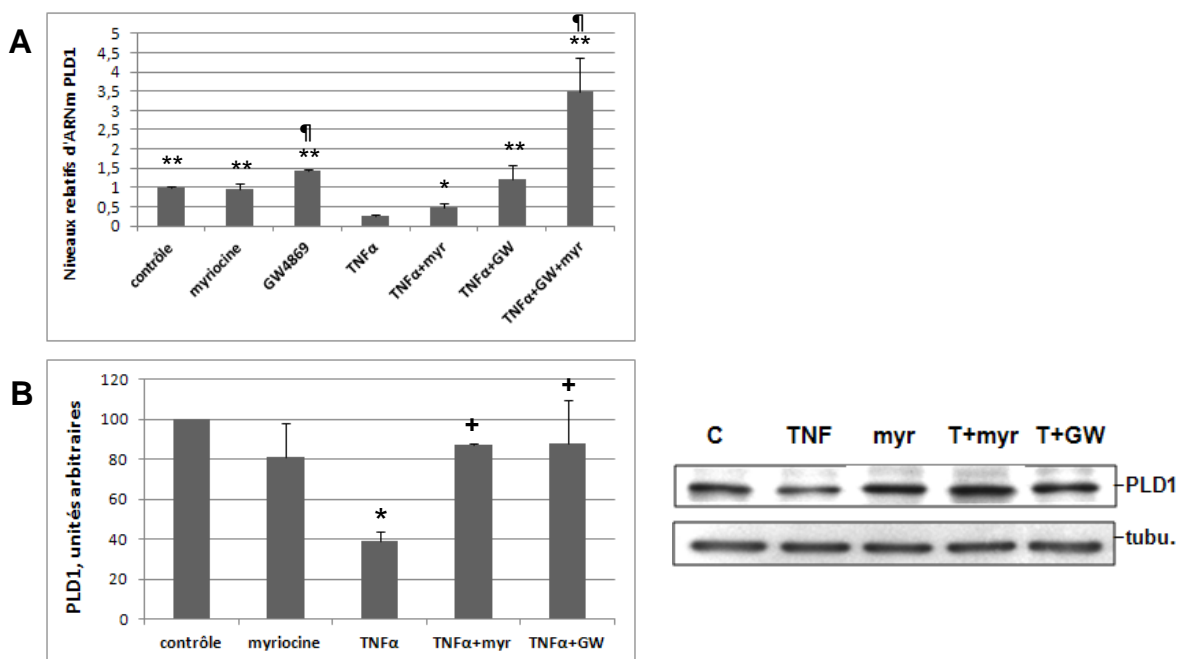 A
Niveaux relatifs d'ARNm PLD1
5
4,5
4
3,5
3
2,5
2
1,5
1
0,5
0
**
**
¶
**
*
**
¶
**
contrôle
myriocine
GW4869
TNFα
TNFα+myr
TNFα+GW
TNFα+GW+myr
B
PLD1, unités arbitraires
120
100
80
60
40
20
0
*
+
+
contrôle
myriocine
TNFα
TNFα+myr
TNFα+GW
C TNF myr T+myr T+GW
PLD1
tubu.